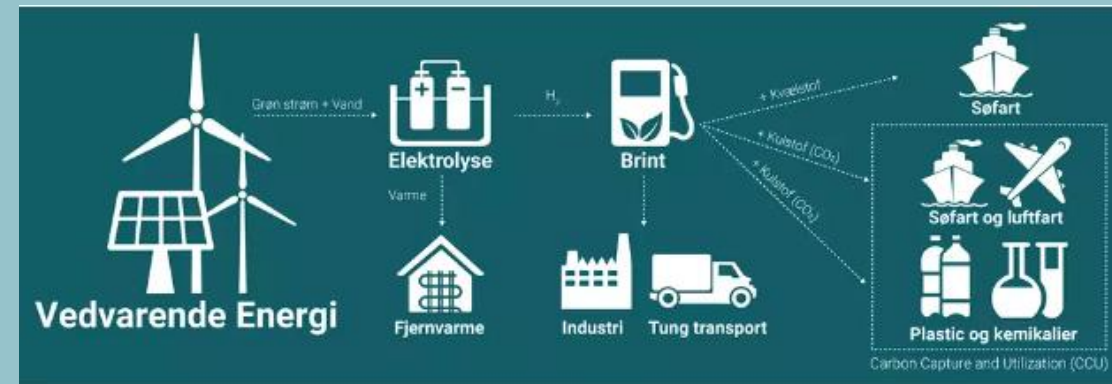 Vedvarende Energi
Grøn strøm + Vand
+ −
Elektrolyse
Varme
Fjernvarme
H₂
Brint
Industri
Tung transport
+ Kvælstof
Søfart
+ Kulstof (CO₂)
Søfart og luftfart
+ Kulstof (CO₂)
Plastic og kemikalier
Carbon Capture and Utilization (CCU)